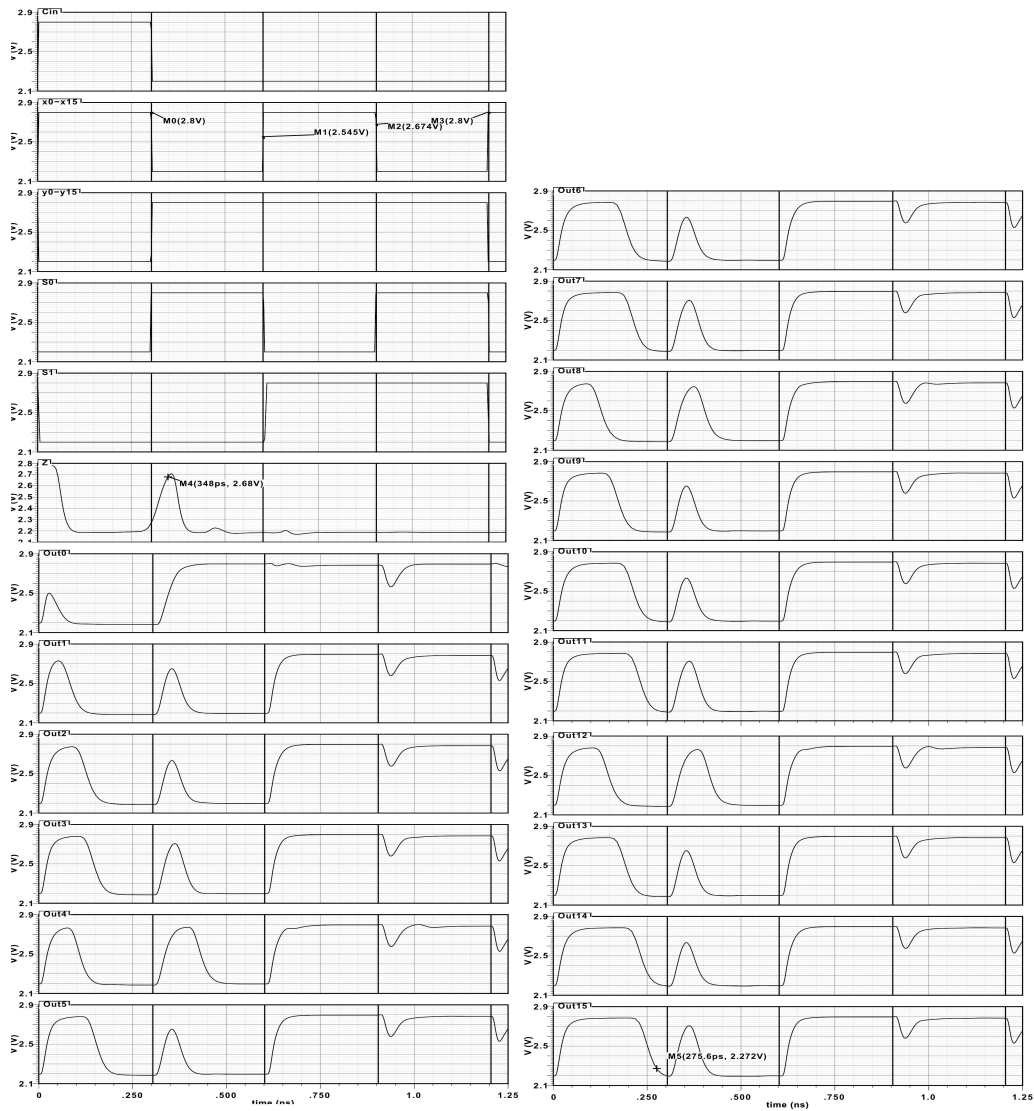 Cin
2.9
2.5
2.1
V (V)
x0-x15
2.9
2.5
2.1
V (V)
M0(2.8V)
M1(2.545V)
M2(2.674V)
M3(2.8V)
y0-y15
2.9
2.5
2.1
V (V)
S0
2.9
2.5
2.1
V (V)
S1
2.9
2.5
2.1
V (V)
Z
2.8
2.7
2.6
2.5
2.4
2.3
2.2
2.1
V (V)
M4(348ps, 2.68V)
Out0
2.9
2.5
2.1
V (V)
Out1
2.9
2.5
2.1
V (V)
Out2
2.9
2.5
2.1
V (V)
Out3
2.9
2.5
2.1
V (V)
Out4
2.9
2.5
2.1
V (V)
Out5
2.9
2.5
2.1
V (V)
0 .250 .500 .750 1.0 1.25
time (ns)
Out6
2.9
2.5
2.1
V (V)
Out7
2.9
2.5
2.1
V (V)
Out8
2.9
2.5
2.1
V (V)
Out9
2.9
2.5
2.1
V (V)
Out10
2.9
2.5
2.1
V (V)
Out11
2.9
2.5
2.1
V (V)
Out12
2.9
2.5
2.1
V (V)
Out13
2.9
2.5
2.1
V (V)
Out14
2.9
2.5
2.1
V (V)
Out15
2.9
2.5
2.1
V (V)
M5(275.6ps, 2.272V)
0 .250 .500 .750 1.0 1.25
time (ns)